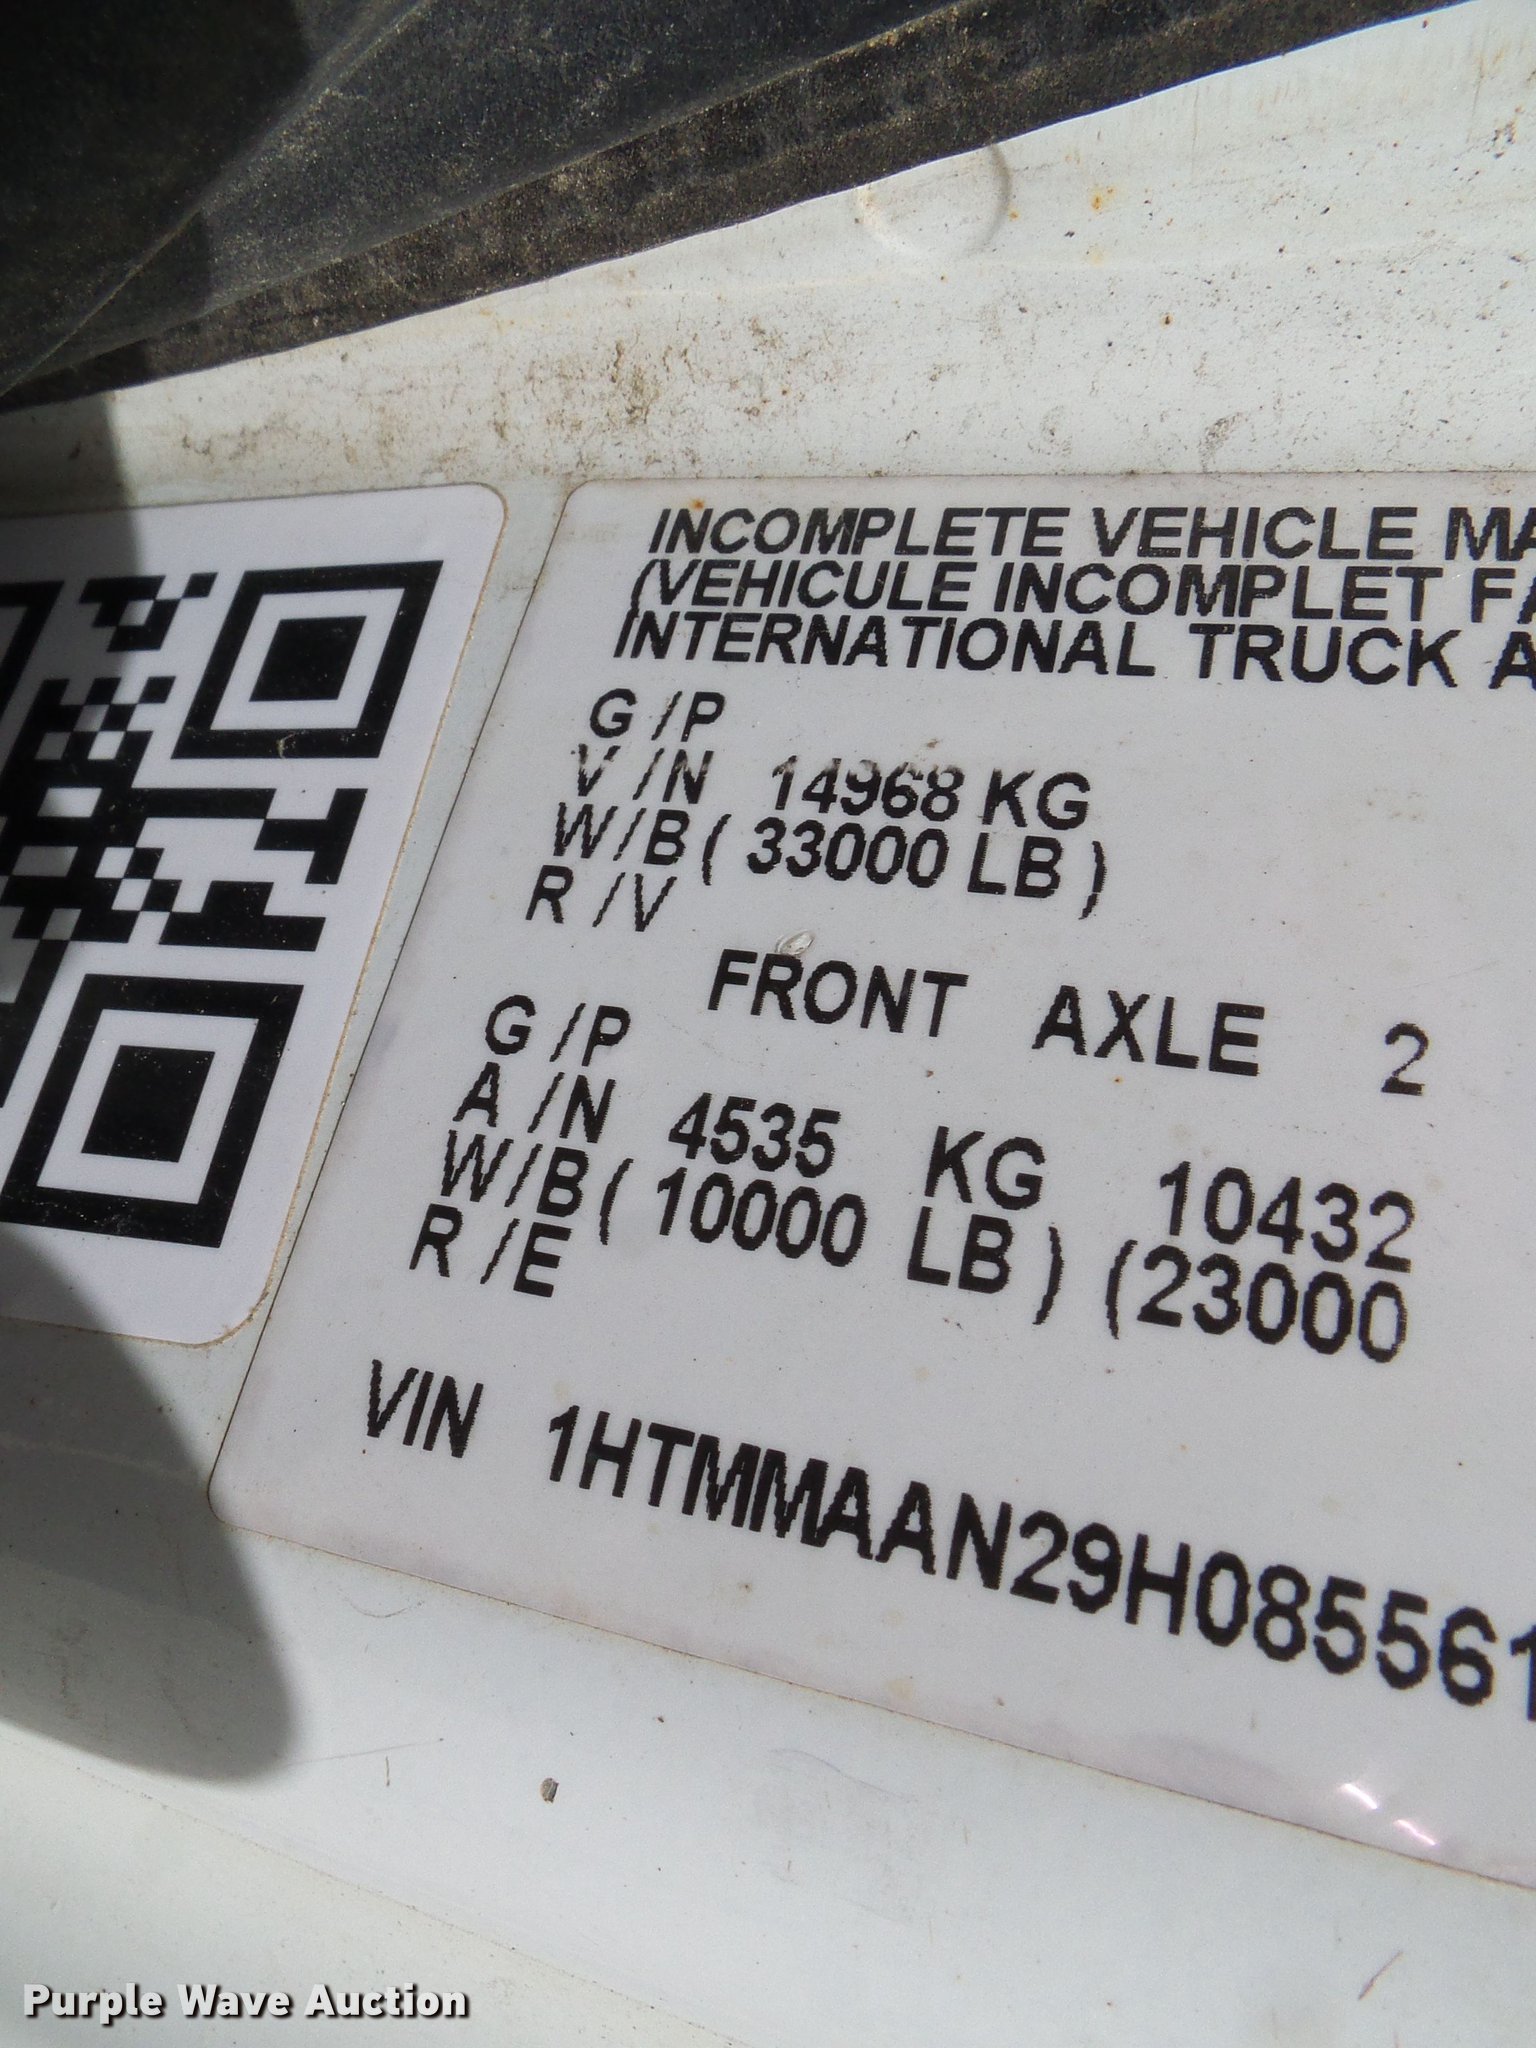 INCOMPLETE VEHICLE MA
(VEHICULE INCOMPLET FA
INTERNATIONAL TRUCK A
G /P
V /N 14968 KG
W/B ( 33000 LB )
R /V
FRONT AXLE 2
G /P
A /N 4535 KG 10432
W/B ( 10000 LB ) (23000
R /E
VIN 1HTMMAAN29H085561
Purple Wave Auction